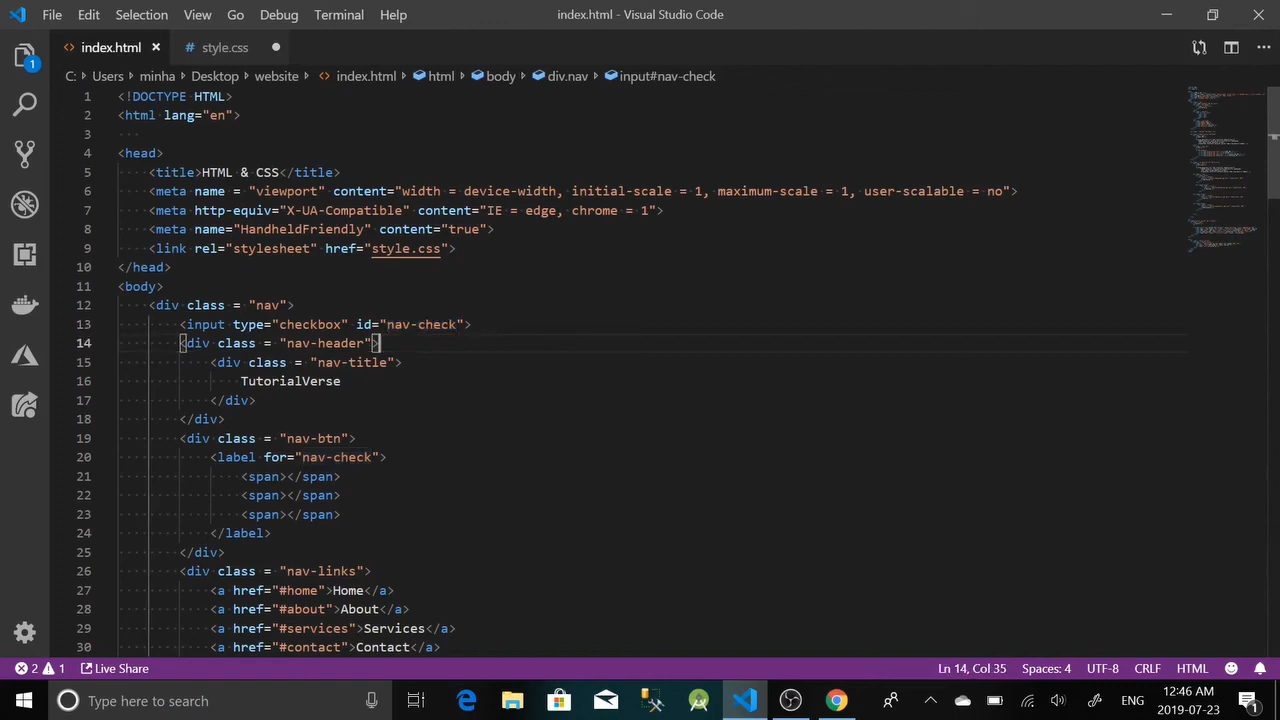 File Edit Selection View Go Debug Terminal Help index.html - Visual Studio Code
index.html style.css
C: Users minha Desktop website index.html html body div.nav input#nav-check
1 <!DOCTYPE HTML>
2 <html lang="en">
3
4 <head>
5 <title>HTML & CSS</title>
6 <meta name = "viewport" content="width = device-width, initial-scale = 1, maximum-scale = 1, user-scalable = no">
7 <meta http-equiv="X-UA-Compatible" content="IE = edge, chrome = 1">
8 <meta name="HandheldFriendly" content="true">
9 <link rel="stylesheet" href="style.css">
10 </head>
11 <body>
12 <div class = "nav">
13 <input type="checkbox" id="nav-check">
14 <div class = "nav-header">
15 <div class = "nav-title">
16 TutorialVerse
17 </div>
18 </div>
19 <div class = "nav-btn">
20 <label for="nav-check">
21 <span></span>
22 <span></span>
23 <span></span>
24 </label>
25 </div>
26 <div class = "nav-links">
27 <a href="#home">Home</a>
28 <a href="#about">About</a>
29 <a href="#services">Services</a>
30 <a href="#contact">Contact</a>
1
2 1 Live Share Ln 14, Col 35 Spaces: 4 UTF-8 CRLF HTML
Type here to search ENG 12:46 AM
2019-07-23 1